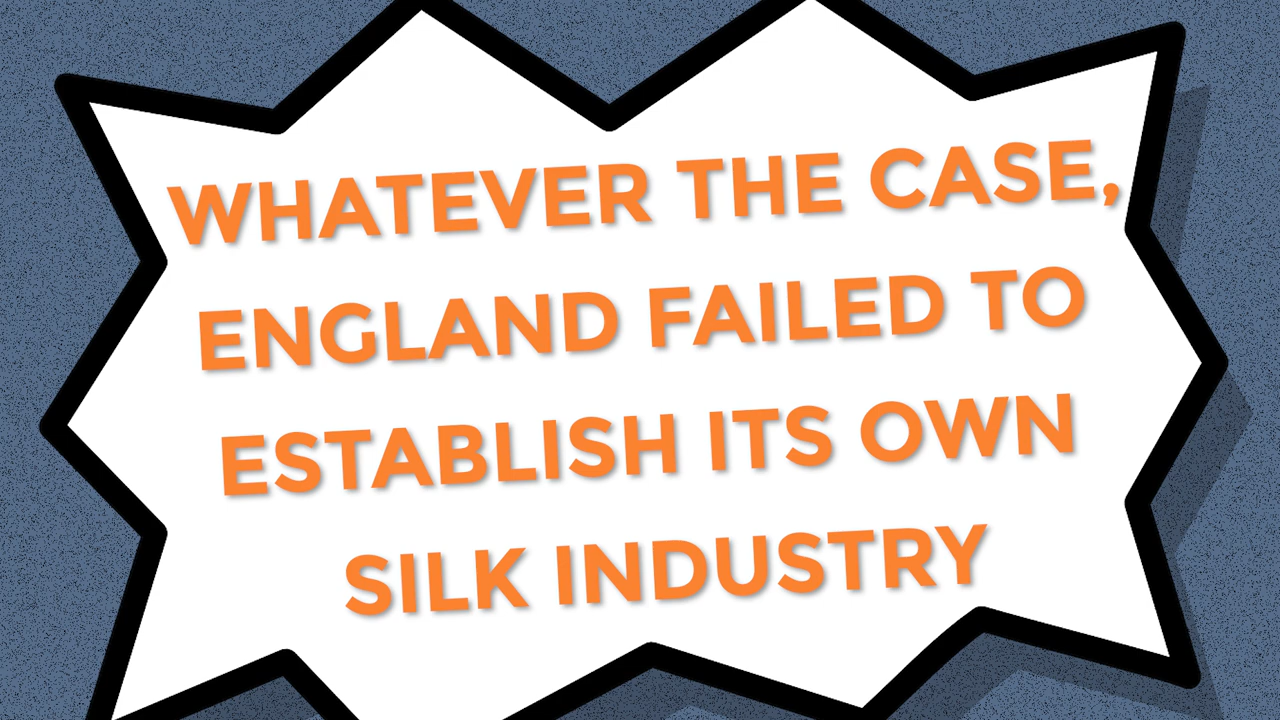 WHATEVER THE CASE,
ENGLAND FAILED TO
ESTABLISH ITS OWN
SILK INDUSTRY